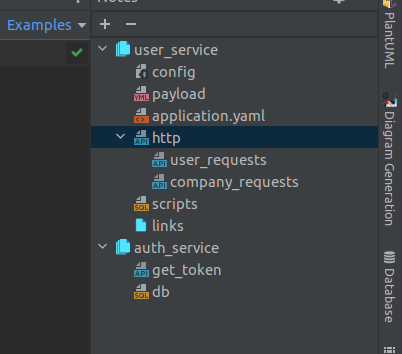 Notes
Examples
user_service
config
YML payload
application.yaml
API http
API user_requests
API company_requests
SQL scripts
links
auth_service
API get_token
SQL db
PlantUML
Diagram Generation
Database